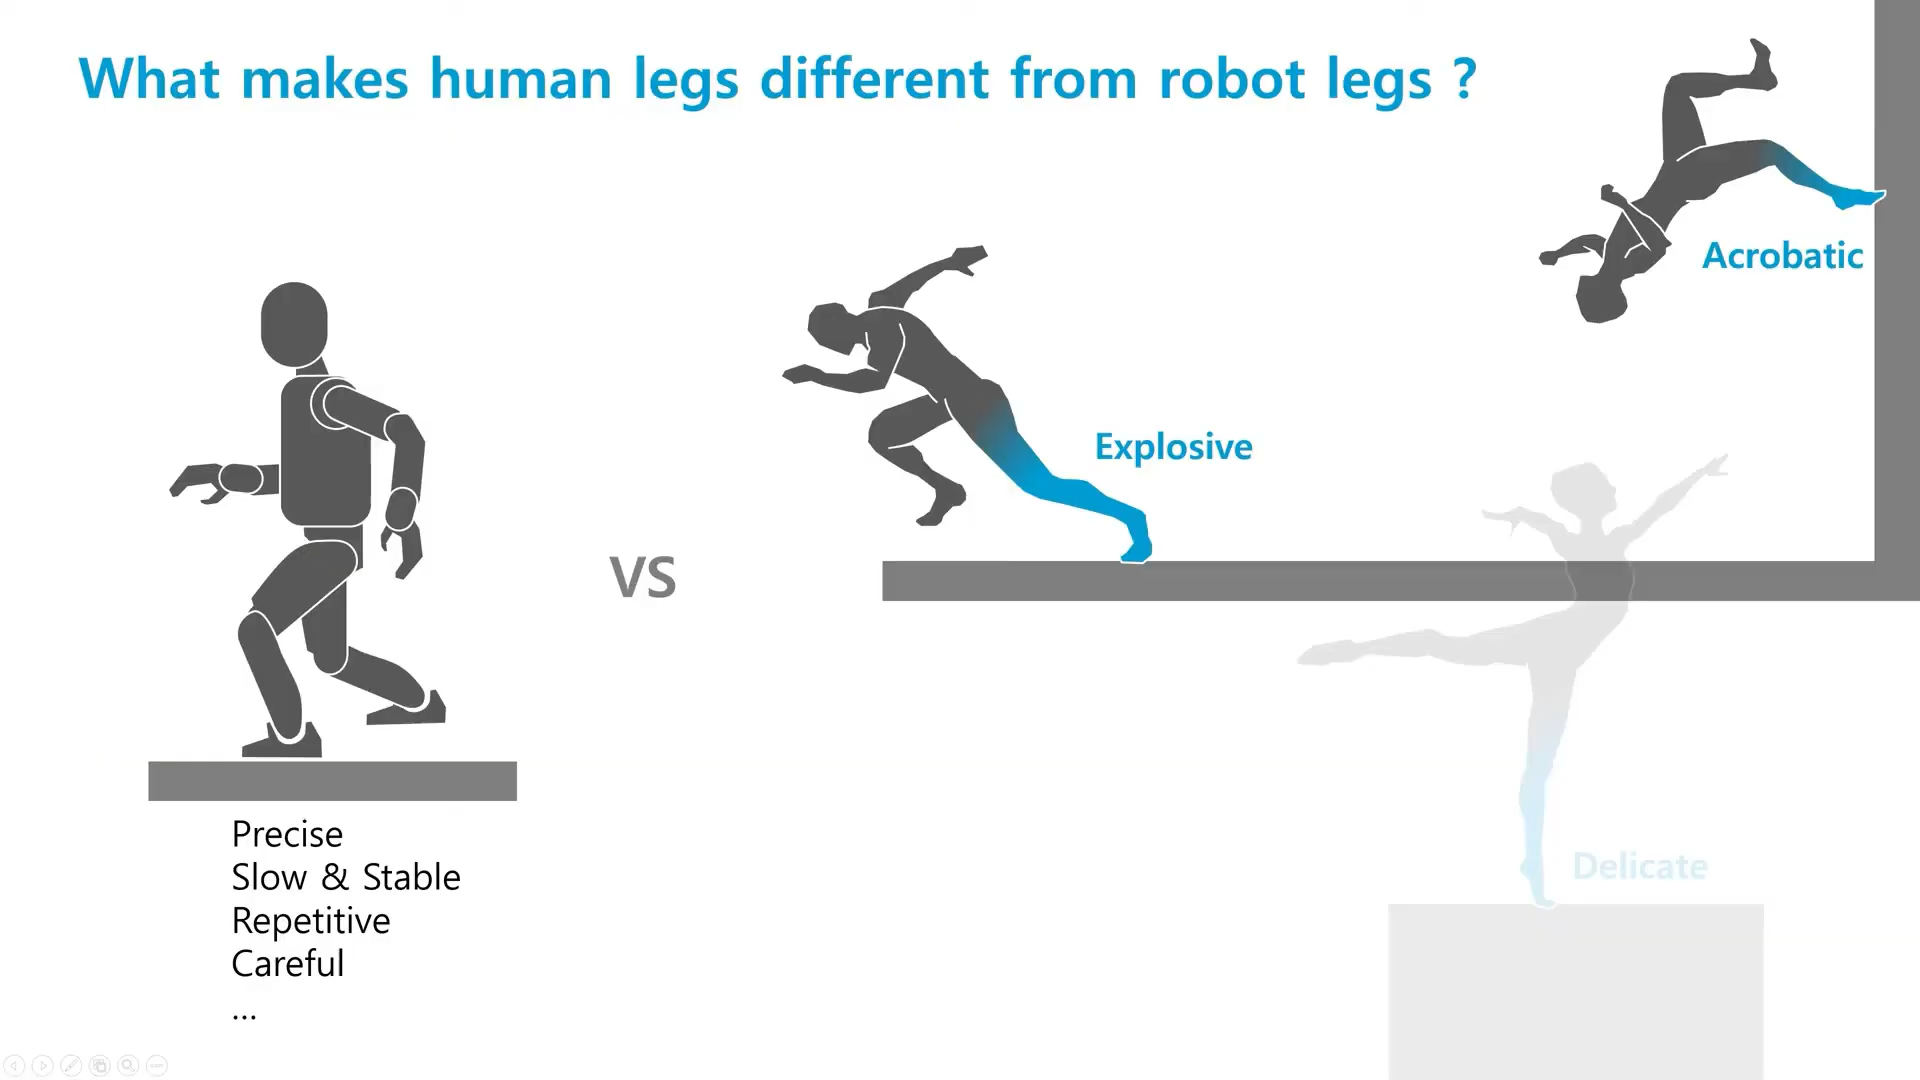 What makes human legs different from robot legs ?
Acrobatic
Explosive
VS
Delicate
Precise
Slow & Stable
Repetitive
Careful
...